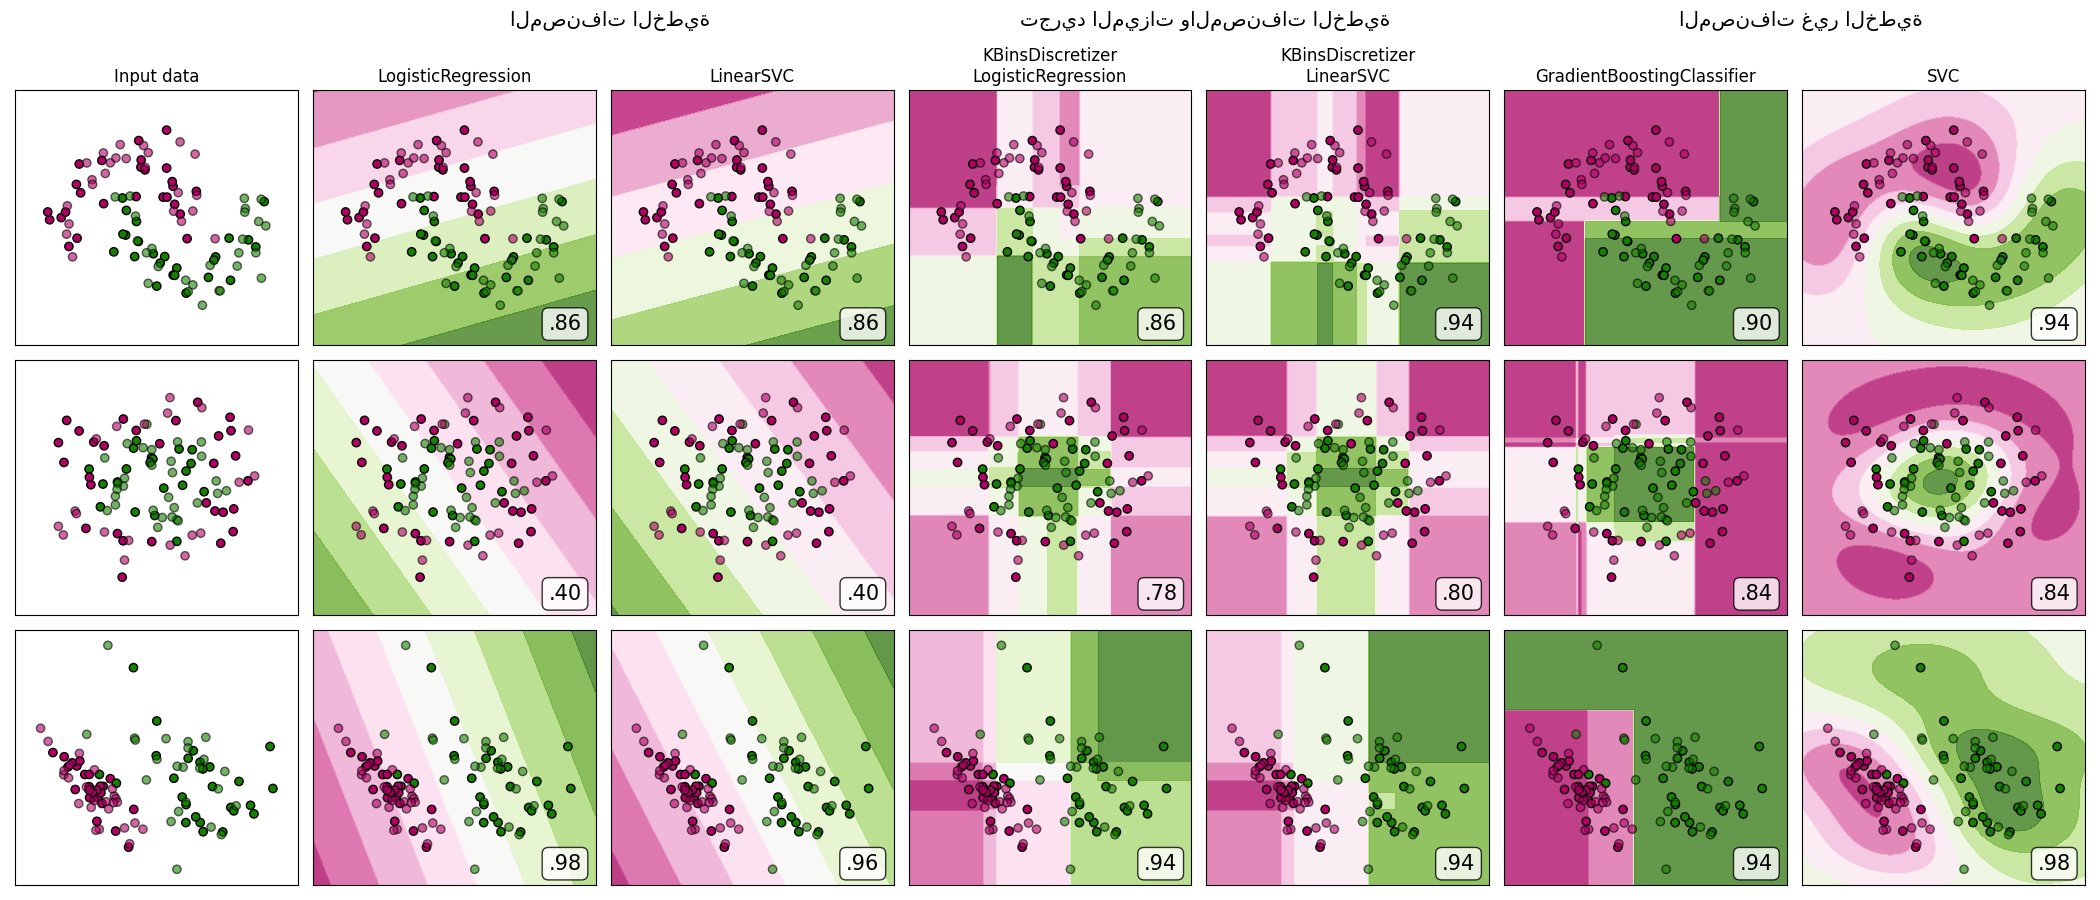 المصنفات الخطية
تجريد الميزات والمصنفات الخطية
المصنفات غير الخطية
Input data
LogisticRegression
LinearSVC
KBinsDiscretizer
LogisticRegression
KBinsDiscretizer
LinearSVC
GradientBoostingClassifier
SVC
.86
.86
.86
.94
.90
.94
.40
.40
.78
.80
.84
.84
.98
.96
.94
.94
.94
.98